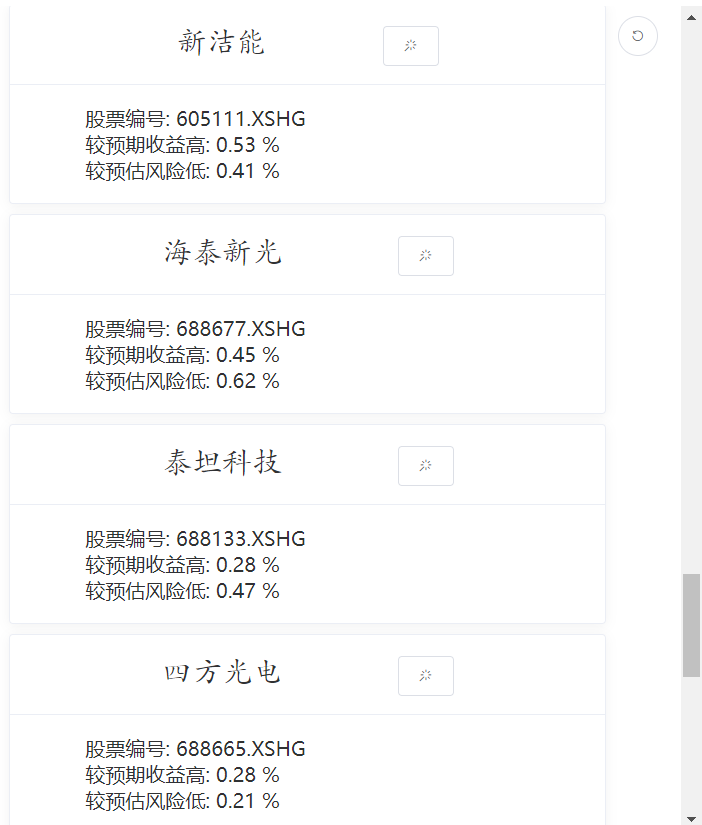 新洁能
股票编号: 605111.XSHG
较预期收益高: 0.53 %
较预估风险低: 0.41 %
海泰新光
股票编号: 688677.XSHG
较预期收益高: 0.45 %
较预估风险低: 0.62 %
泰坦科技
股票编号: 688133.XSHG
较预期收益高: 0.28 %
较预估风险低: 0.47 %
四方光电
股票编号: 688665.XSHG
较预期收益高: 0.28 %
较预估风险低: 0.21 %